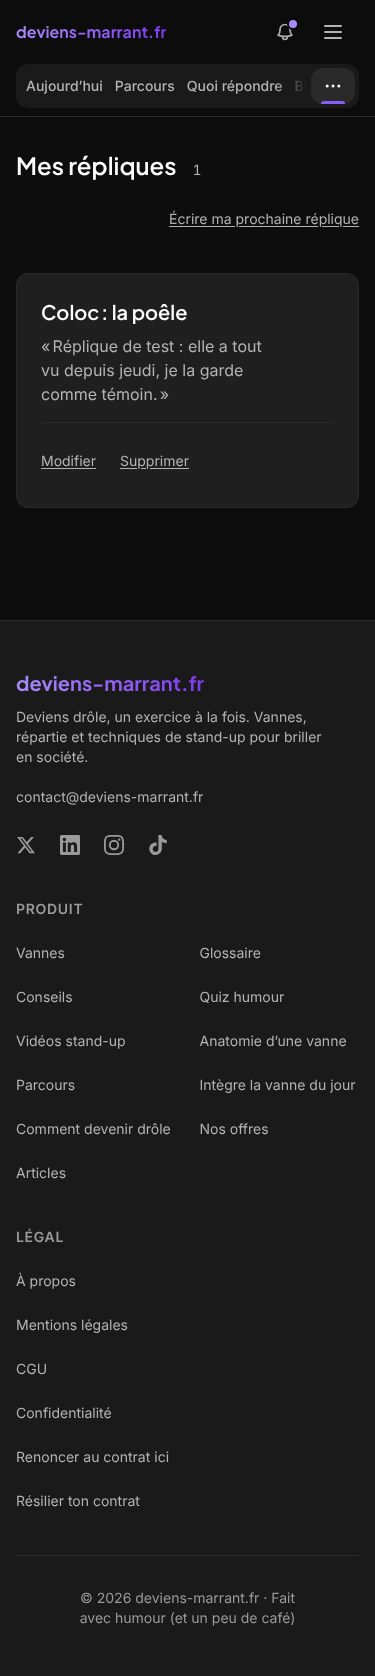 deviens-marrant.fr
Aujourd’hui Parcours Quoi répondre
Mes répliques 1
Écrire ma prochaine réplique
Coloc : la poêle
« Réplique de test : elle a tout
vu depuis jeudi, je la garde
comme témoin. »
Modifier Supprimer
deviens-marrant.fr
Deviens drôle, un exercice à la fois. Vannes,
répartie et techniques de stand-up pour briller
en société.
contact@deviens-marrant.fr
PRODUIT
Vannes Glossaire
Conseils Quiz humour
Vidéos stand-up Anatomie d’une vanne
Parcours Intègre la vanne du jour
Comment devenir drôle Nos offres
Articles
LÉGAL
À propos
Mentions légales
CGU
Confidentialité
Renoncer au contrat ici
Résilier ton contrat
© 2026 deviens-marrant.fr · Fait
avec humour (et un peu de café)